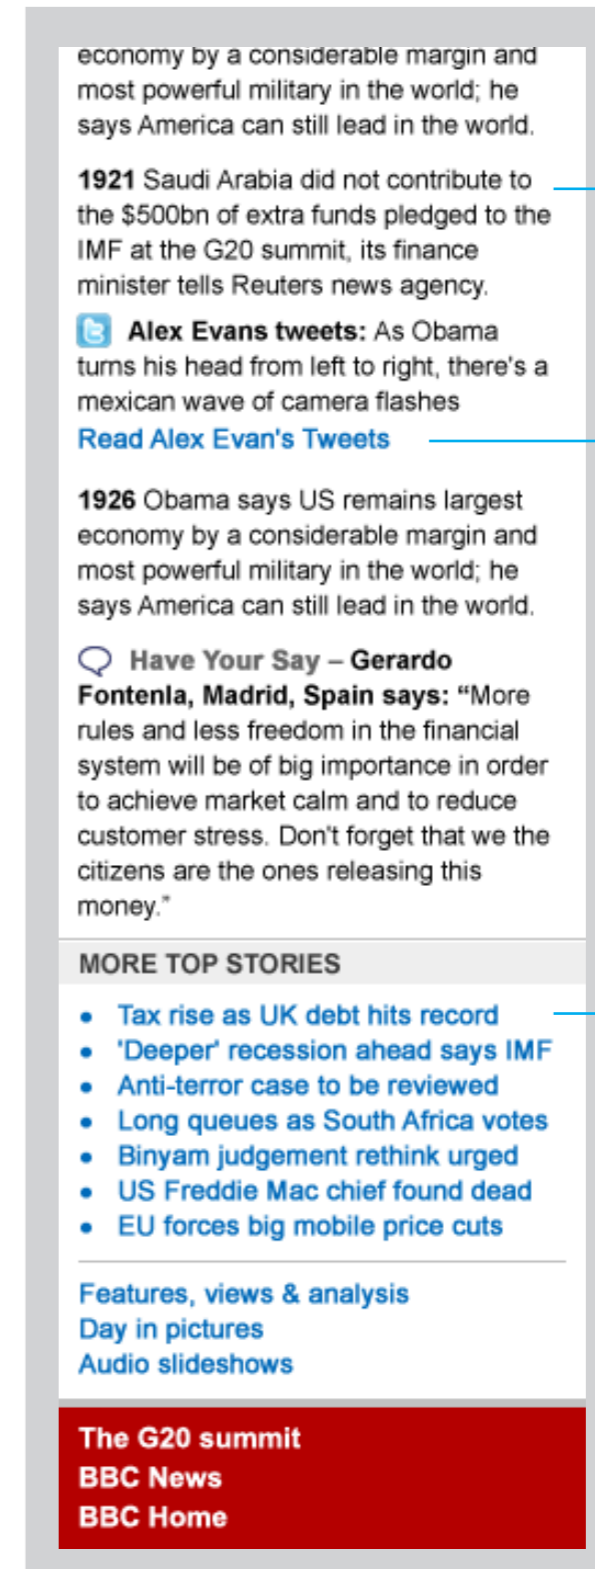 economy by a considerable margin and
most powerful military in the world; he
says America can still lead in the world.
1921 Saudi Arabia did not contribute to
the $500bn of extra funds pledged to the
IMF at the G20 summit, its finance
minister tells Reuters news agency.
Alex Evans tweets: As Obama
turns his head from left to right, there's a
mexican wave of camera flashes
Read Alex Evan's Tweets
1926 Obama says US remains largest
economy by a considerable margin and
most powerful military in the world; he
says America can still lead in the world.
Have Your Say – Gerardo
Fontenla, Madrid, Spain says: “More
rules and less freedom in the financial
system will be of big importance in order
to achieve market calm and to reduce
customer stress. Don't forget that we the
citizens are the ones releasing this
money.”
MORE TOP STORIES
• Tax rise as UK debt hits record
• 'Deeper' recession ahead says IMF
• Anti-terror case to be reviewed
• Long queues as South Africa votes
• Binyam judgement rethink urged
• US Freddie Mac chief found dead
• EU forces big mobile price cuts
Features, views & analysis
Day in pictures
Audio slideshows
The G20 summit
BBC News
BBC Home